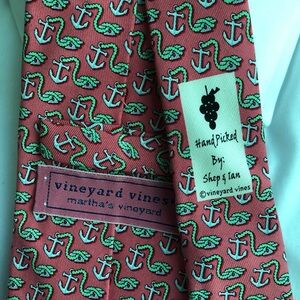 Hand Picked
By:
Shep & Ian
©vineyard vines
vineyard vines
martha's vineyard